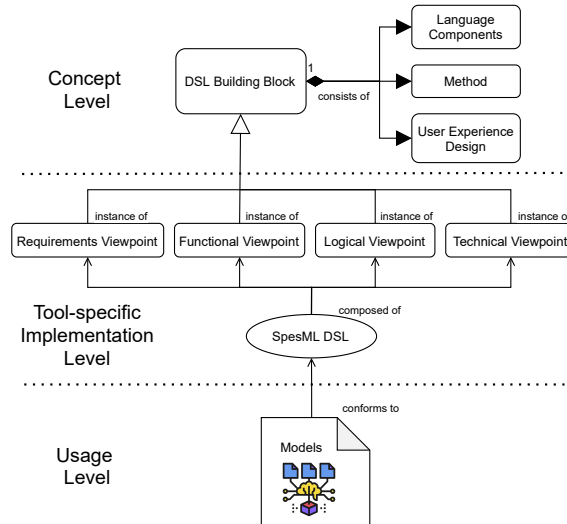 Concept
Level
DSL Building Block
1
consists of
Language
Components
Method
User Experience
Design
instance of
instance of
instance of
instance of
Requirements Viewpoint
Functional Viewpoint
Logical Viewpoint
Technical Viewpoint
Tool-specific
Implementation
Level
composed of
SpesML DSL
conforms to
Usage
Level
Models